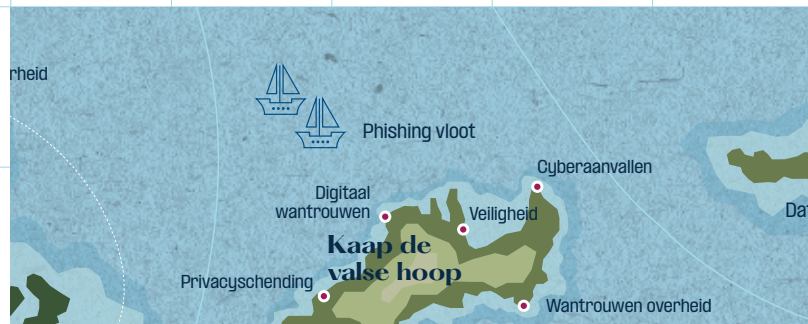 rheid
Phishing vloot
Cyberaanvallen
Digitaal
wantrouwen
Veiligheid
Dat
Kaap de
valse hoop
Privacyschending
Wantrouwen overheid